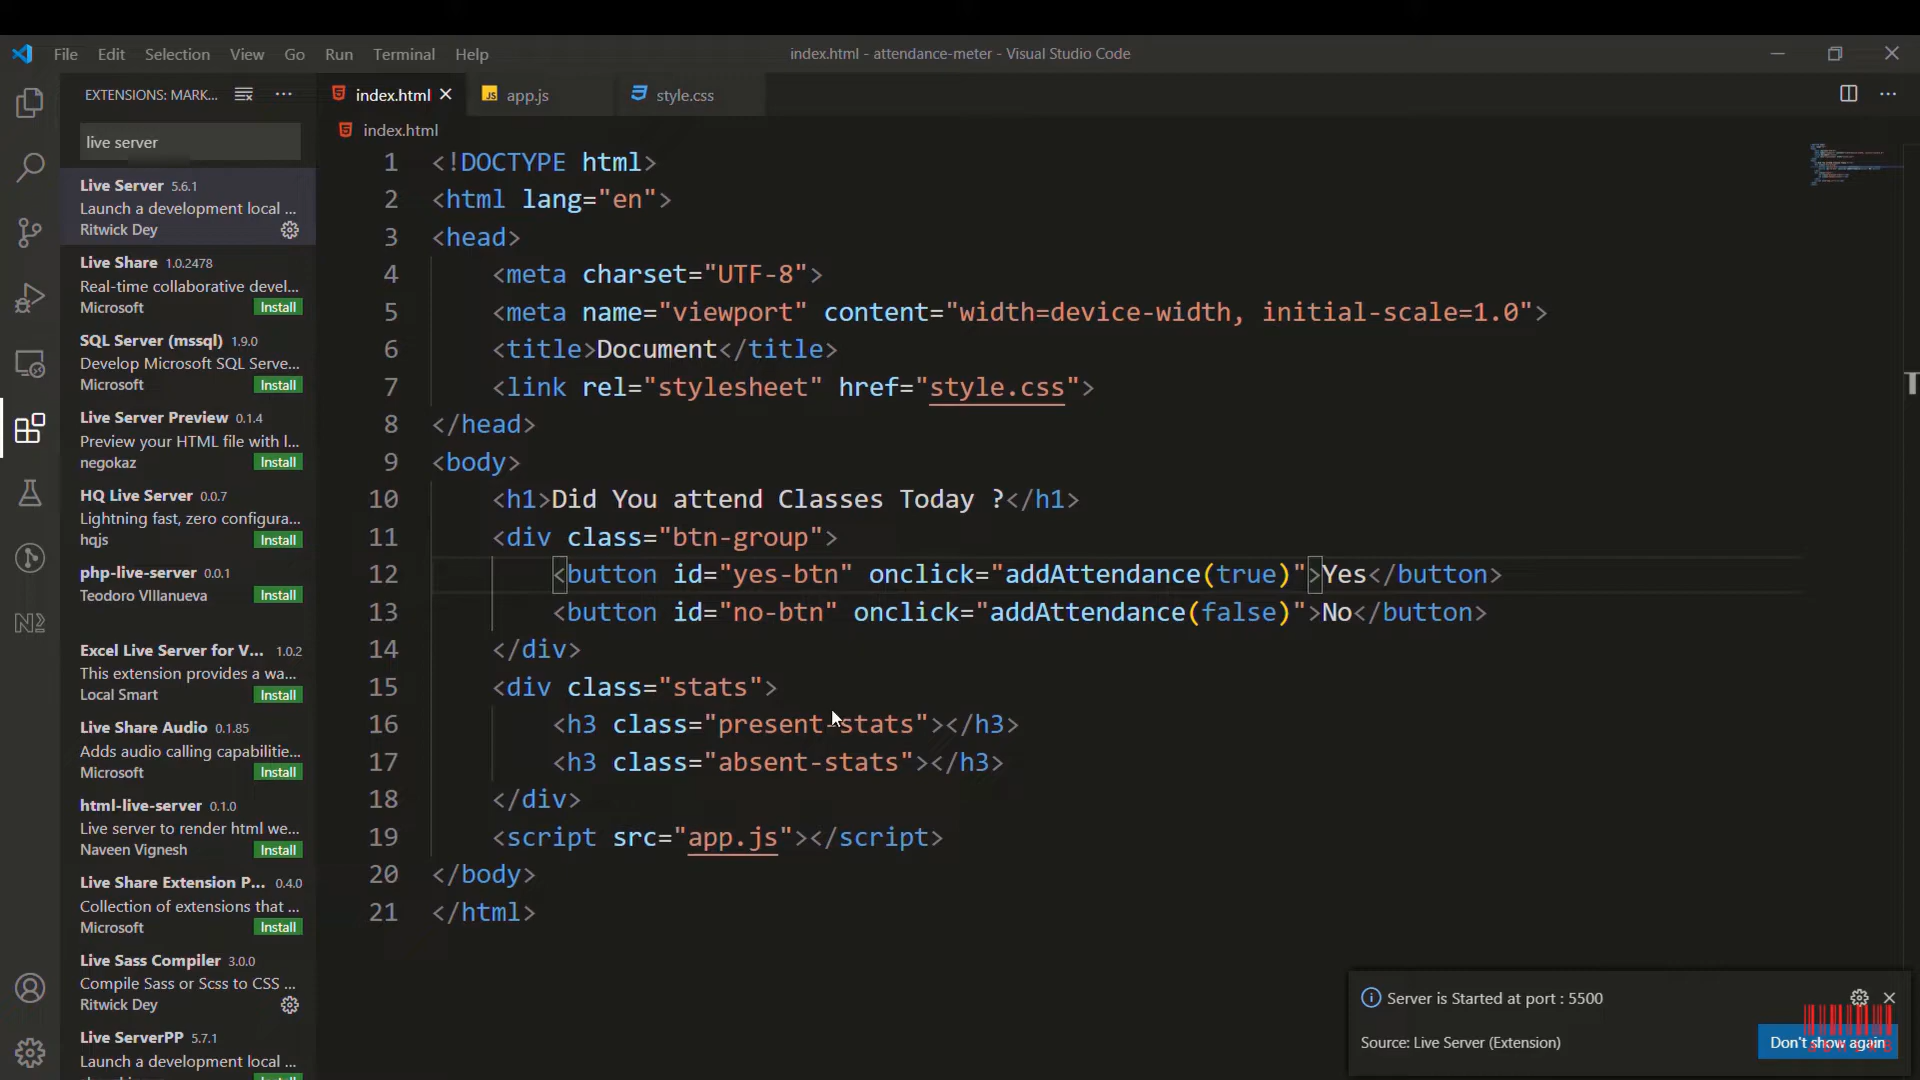 File Edit Selection View Go Run Terminal Help
index.html - attendance-meter - Visual Studio Code
EXTENSIONS: MARK...
index.html
app.js
style.css
live server
Live Server 5.6.1
Launch a development local ...
Ritwick Dey
Live Share 1.0.2478
Real-time collaborative devel...
Microsoft Install
SQL Server (mssql) 1.9.0
Develop Microsoft SQL Serve...
Microsoft Install
Live Server Preview 0.1.4
Preview your HTML file with l...
negokaz Install
HQ Live Server 0.0.7
Lightning fast, zero configura...
hqjs Install
php-live-server 0.0.1
Teodoro VIllanueva Install
Excel Live Server for V... 1.0.2
This extension provides a wa...
Local Smart Install
Live Share Audio 0.1.85
Adds audio calling capabilitie...
Microsoft Install
html-live-server 0.1.0
Live server to render html we...
Naveen Vignesh Install
Live Share Extension P... 0.4.0
Collection of extensions that ...
Microsoft Install
Live Sass Compiler 3.0.0
Compile Sass or Scss to CSS ...
Ritwick Dey
Live ServerPP 5.7.1
Launch a development local ...
index.html
1 <!DOCTYPE html>
2 <html lang="en">
3 <head>
4 <meta charset="UTF-8">
5 <meta name="viewport" content="width=device-width, initial-scale=1.0">
6 <title>Document</title>
7 <link rel="stylesheet" href="style.css">
8 </head>
9 <body>
10 <h1>Did You attend Classes Today ?</h1>
11 <div class="btn-group">
12 <button id="yes-btn" onclick="addAttendance(true)">Yes</button>
13 <button id="no-btn" onclick="addAttendance(false)">No</button>
14 </div>
15 <div class="stats">
16 <h3 class="present-stats"></h3>
17 <h3 class="absent-stats"></h3>
18 </div>
19 <script src="app.js"></script>
20 </body>
21 </html>
Server is Started at port : 5500
Source: Live Server (Extension)
Don't show again